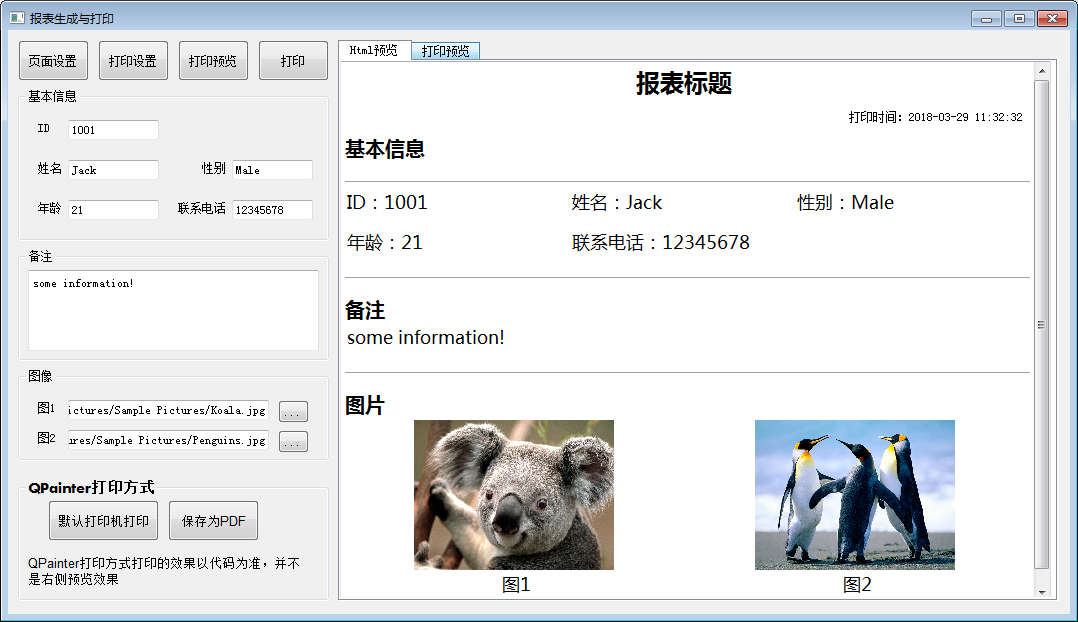 报表生成与打印
页面设置 打印设置 打印预览 打印
基本信息
ID 1001
姓名 Jack 性别 Male
年龄 21 联系电话 12345678
备注
some information!
图像
图1 ictures/Sample Pictures/Koala.jpg ...
图2 ures/Sample Pictures/Penguins.jpg ...
QPainter打印方式
默认打印机打印 保存为PDF
QPainter打印方式打印的效果以代码为准，并不
是右侧预览效果
Html预览 打印预览
报表标题
打印时间：2018-03-29 11:32:32
基本信息
ID：1001 姓名：Jack 性别：Male
年龄：21 联系电话：12345678
备注
some information!
图片
图1 图2